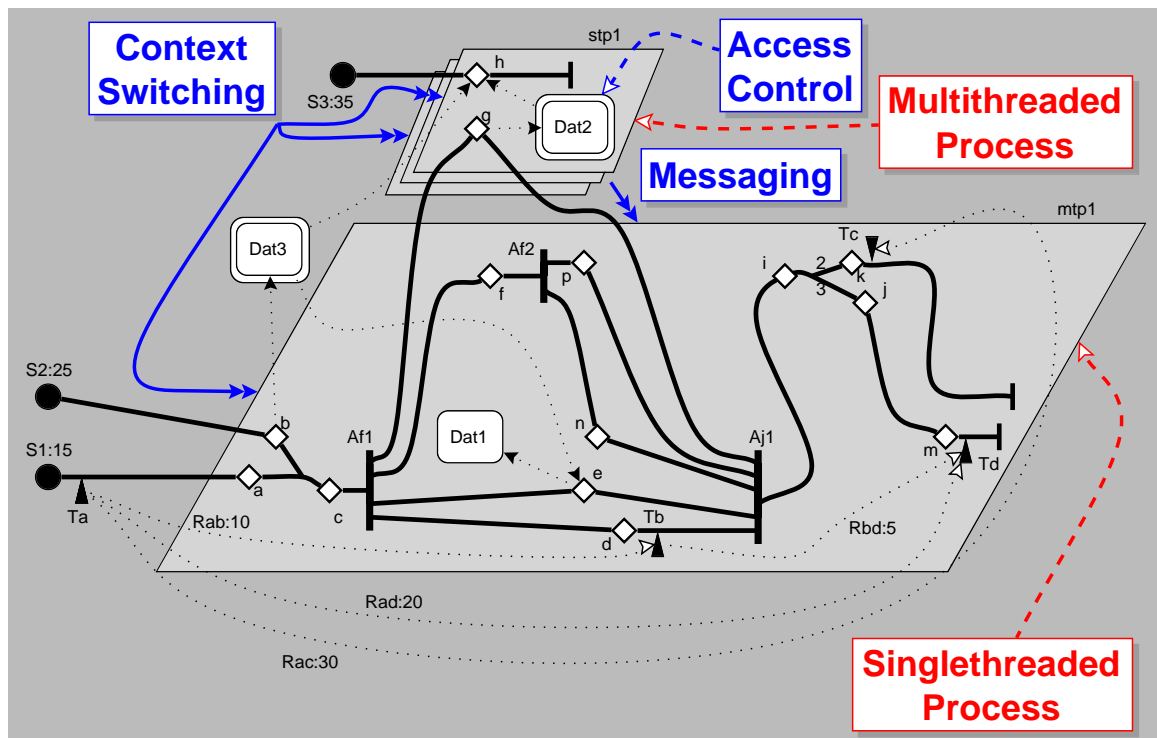 stp1
Context
Switching
Access
Control
h
S3:35
Multithreaded
Process
g
Dat2
Messaging
mtp1
Dat3
Af2
p
f
Tc
i
2
k
3
j
S2:25
b
Af1
Dat1
n
Aj1
S1:15
a
c
e
m
Td
Ta
Rab:10
d
Tb
Rbd:5
Rad:20
Rac:30
Singlethreaded
Process